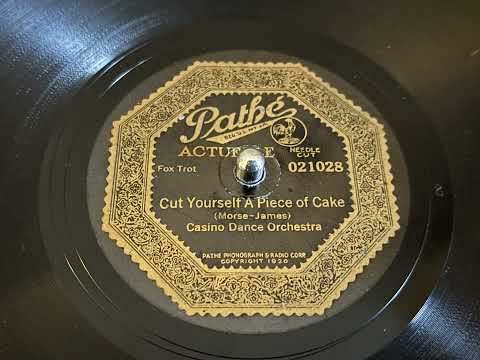 Pathé
NEEDLE
CUT
Fox Trot
021028
Cut Yourself A Piece of Cake
(Morse-James)
Casino Dance Orchestra
PATHE PHONOGRAPH & RADIO CORP.
COPYRIGHT 1920